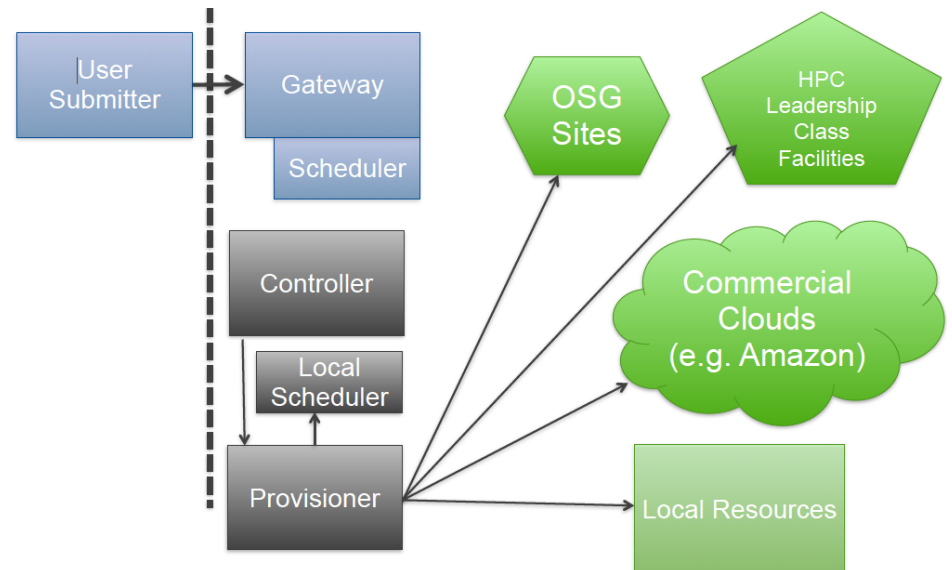 User
Submitter
Gateway
Scheduler
Controller
Local
Scheduler
Provisioner
OSG
Sites
HPC
Leadership
Class
Facilities
Commercial
Clouds
(e.g. Amazon)
Local Resources